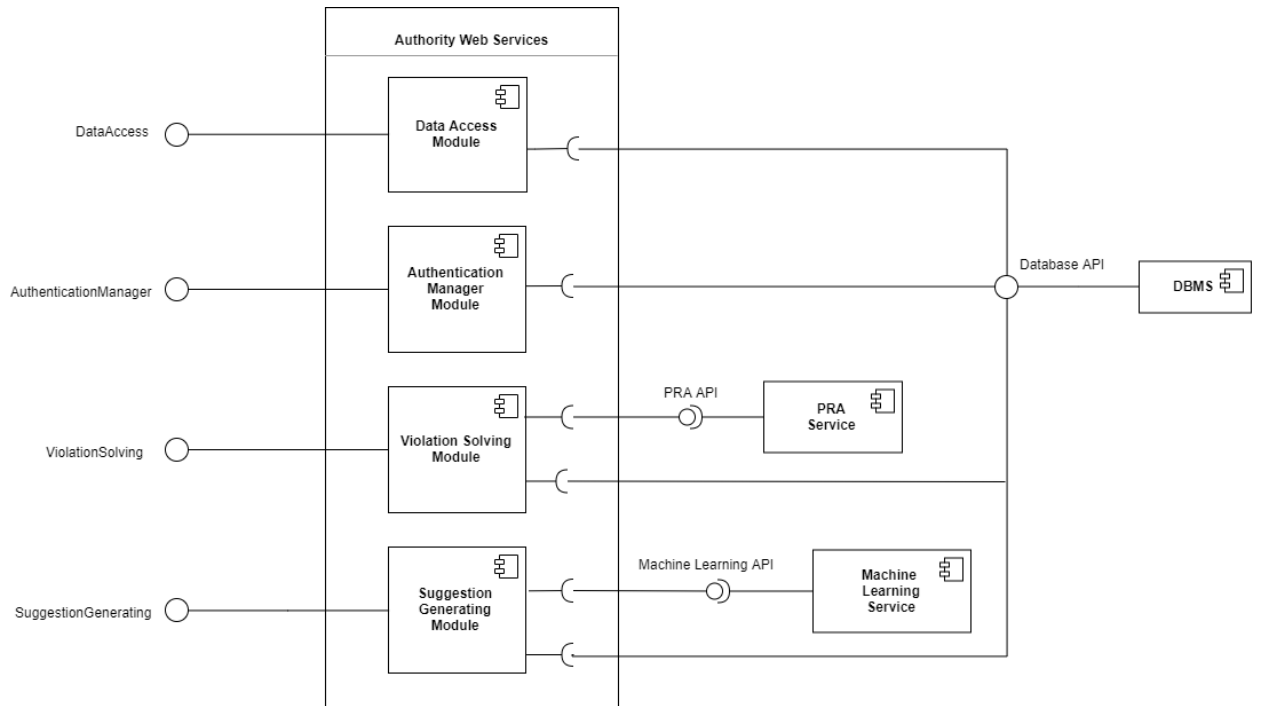 Authority Web Services
DataAccess
Data Access
Module
AuthenticationManager
Authentication
Manager
Module
Database API
DBMS
ViolationSolving
Violation Solving
Module
PRA API
PRA
Service
SuggestionGenerating
Suggestion
Generating
Module
Machine Learning API
Machine
Learning
Service